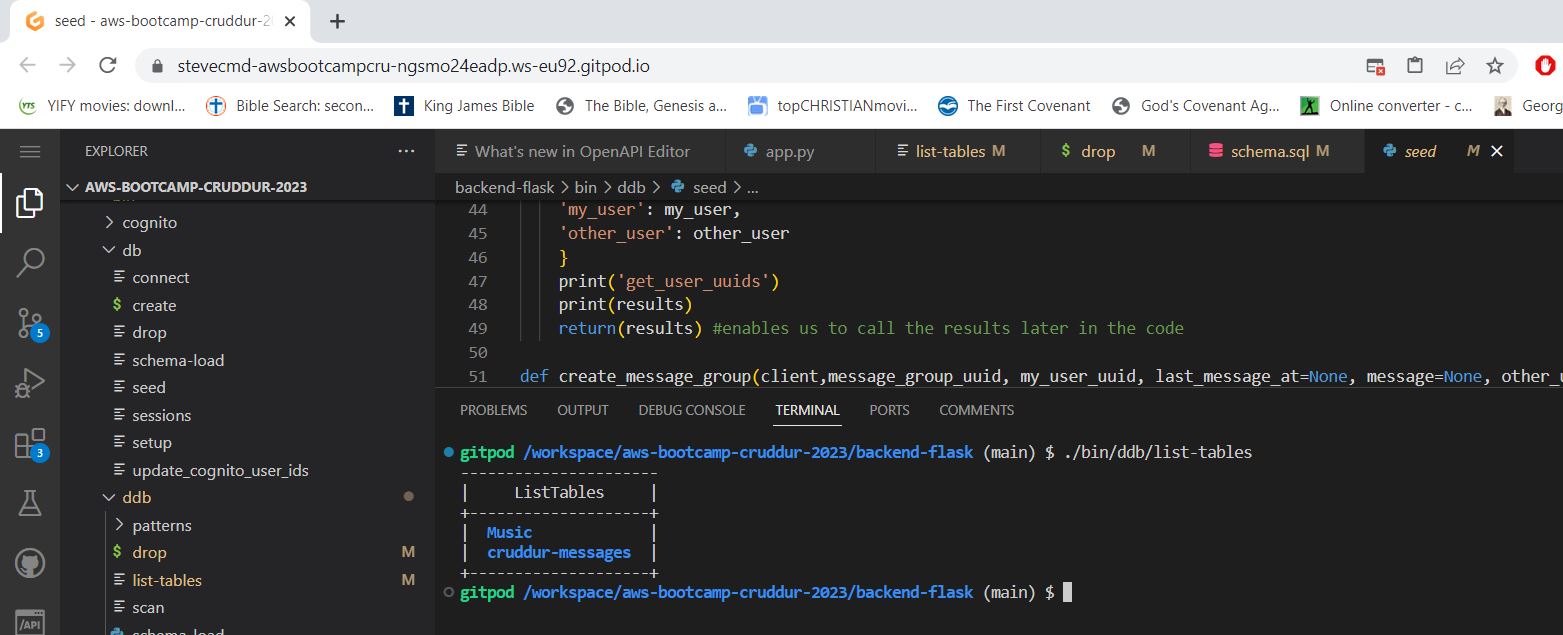 seed - aws-bootcamp-cruddur-2
stevecmd-awsbootcampcru-ngsmo24eadp.ws-eu92.gitpod.io
YTS YIFY movies: downl... Bible Search: secon... King James Bible The Bible, Genesis a... topCHRISTIANmovi... The First Covenant God's Covenant Ag... Online converter - c... Georg
EXPLORER ...
What's new in OpenAPI Editor app.py list-tables M $ drop M schema.sql M seed M
AWS-BOOTCAMP-CRUDDUR-2023
cognito
db
connect
$ create
drop
schema-load
seed
sessions
setup
update_cognito_user_ids
ddb
patterns
$ drop M
list-tables M
scan
schema-load
5
3
/API
backend-flask > bin > ddb > seed > ...
44 'my_user': my_user,
45 'other_user': other_user
46 }
47 print('get_user_uuids')
48 print(results)
49 return(results) #enables us to call the results later in the code
50
51 def create_message_group(client,message_group_uuid, my_user_uuid, last_message_at=None, message=None, other_u
PROBLEMS OUTPUT DEBUG CONSOLE TERMINAL PORTS COMMENTS
gitpod /workspace/aws-bootcamp-cruddur-2023/backend-flask (main) $ ./bin/ddb/list-tables
----------------------
| ListTables |
+--------------------+
| Music |
| cruddur-messages |
+--------------------+
gitpod /workspace/aws-bootcamp-cruddur-2023/backend-flask (main) $